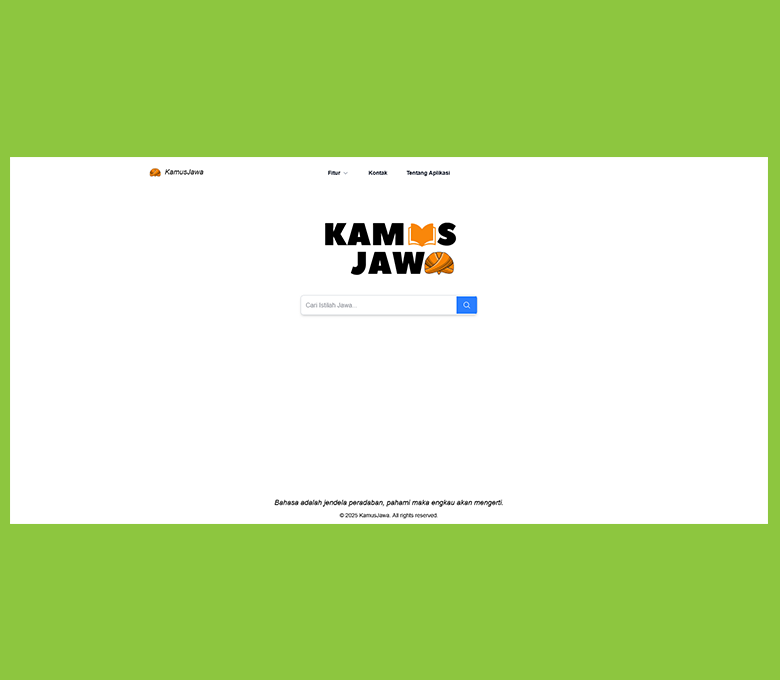 KamusJawa
Fitur
Kontak
Tentang Aplikasi
KAMUS
JAWA
Cari Istilah Jawa...
Bahasa adalah jendela peradaban, pahami maka engkau akan mengerti.
© 2025 KamusJawa. All rights reserved.